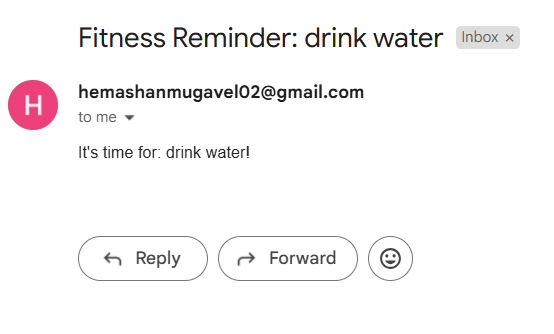 Fitness Reminder: drink water Inbox ×
H
hemashanmugavel02@gmail.com
to me
It's time for: drink water!
Reply Forward